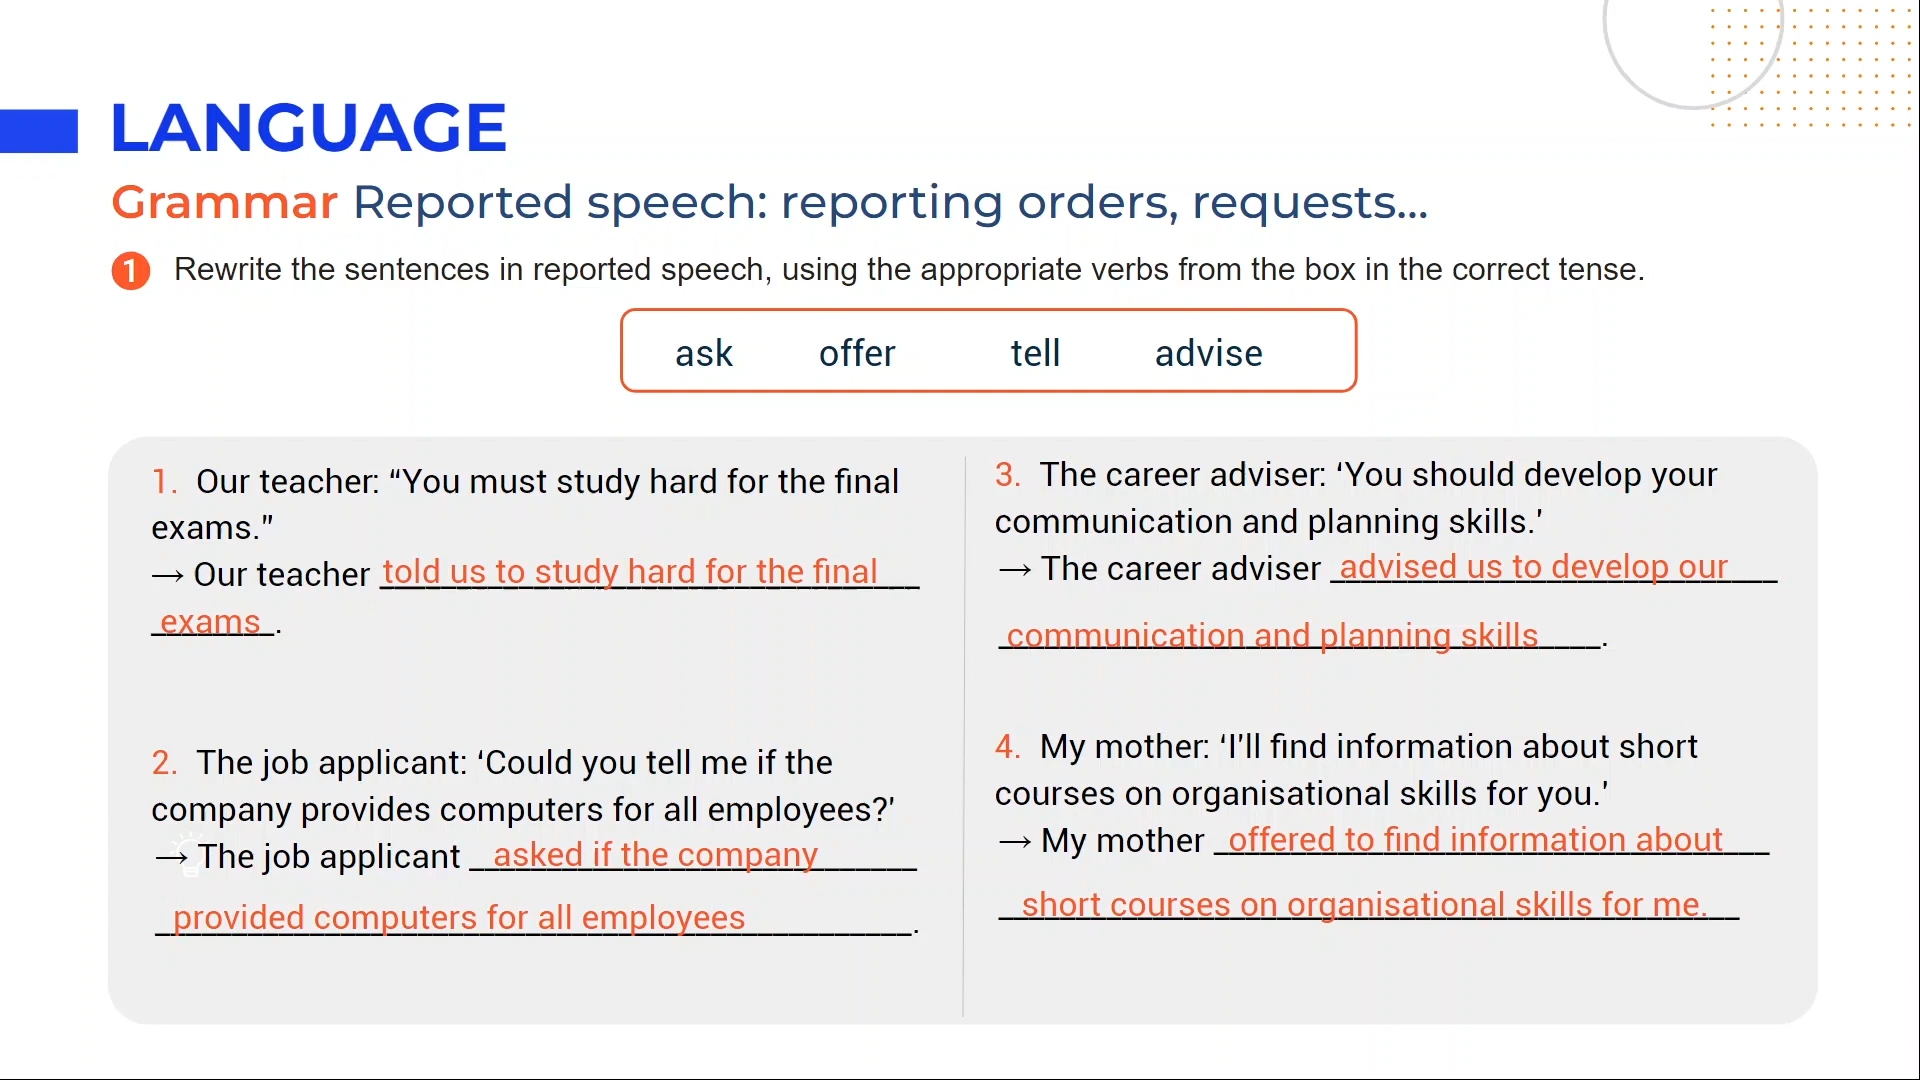 LANGUAGE
Grammar Reported speech: reporting orders, requests...
1 Rewrite the sentences in reported speech, using the appropriate verbs from the box in the correct tense.
ask offer tell advise
1. Our teacher: “You must study hard for the final
exams.”
→ Our teacher told us to study hard for the final
exams.
2. The job applicant: ‘Could you tell me if the
company provides computers for all employees?’
→ The job applicant asked if the company
provided computers for all employees.
3. The career adviser: ‘You should develop your
communication and planning skills.’
→ The career adviser advised us to develop our
communication and planning skills.
4. My mother: ‘I’ll find information about short
courses on organisational skills for you.’
→ My mother offered to find information about
short courses on organisational skills for me.